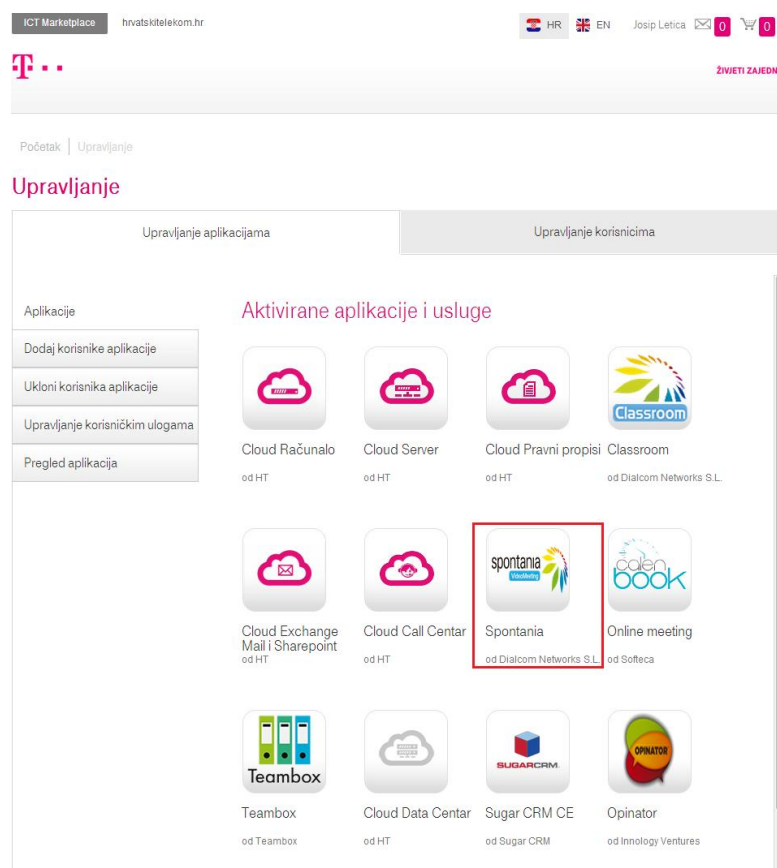 ICT Marketplace hrvatskitelekom.hr HR EN Josip Letica 0 0
T
ŽIVJETI ZAJEDN
Početak Upravljanje
Upravljanje
Upravljanje aplikacijama Upravljanje korisnicima
Aplikacije
Dodaj korisnike aplikacije
Ukloni korisnika aplikacije
Upravljanje korisničkim ulogama
Pregled aplikacija
Aktivirane aplikacije i usluge
Classroom
Cloud Računalo Cloud Server Cloud Pravni propisi Classroom
od HT od HT od HT od Dialcom Networks S.L.
spontania
VideoMeeting
calen
book
Cloud Exchange Cloud Call Centar Spontania Online meeting
Mail i Sharepoint
od HT od HT od Dialcom Networks S.L. od Softeca
Teambox SUGARCRM OPINATOR
Teambox Cloud Data Centar Sugar CRM CE Opinator
od Teambox od HT od Sugar CRM od Innology Ventures